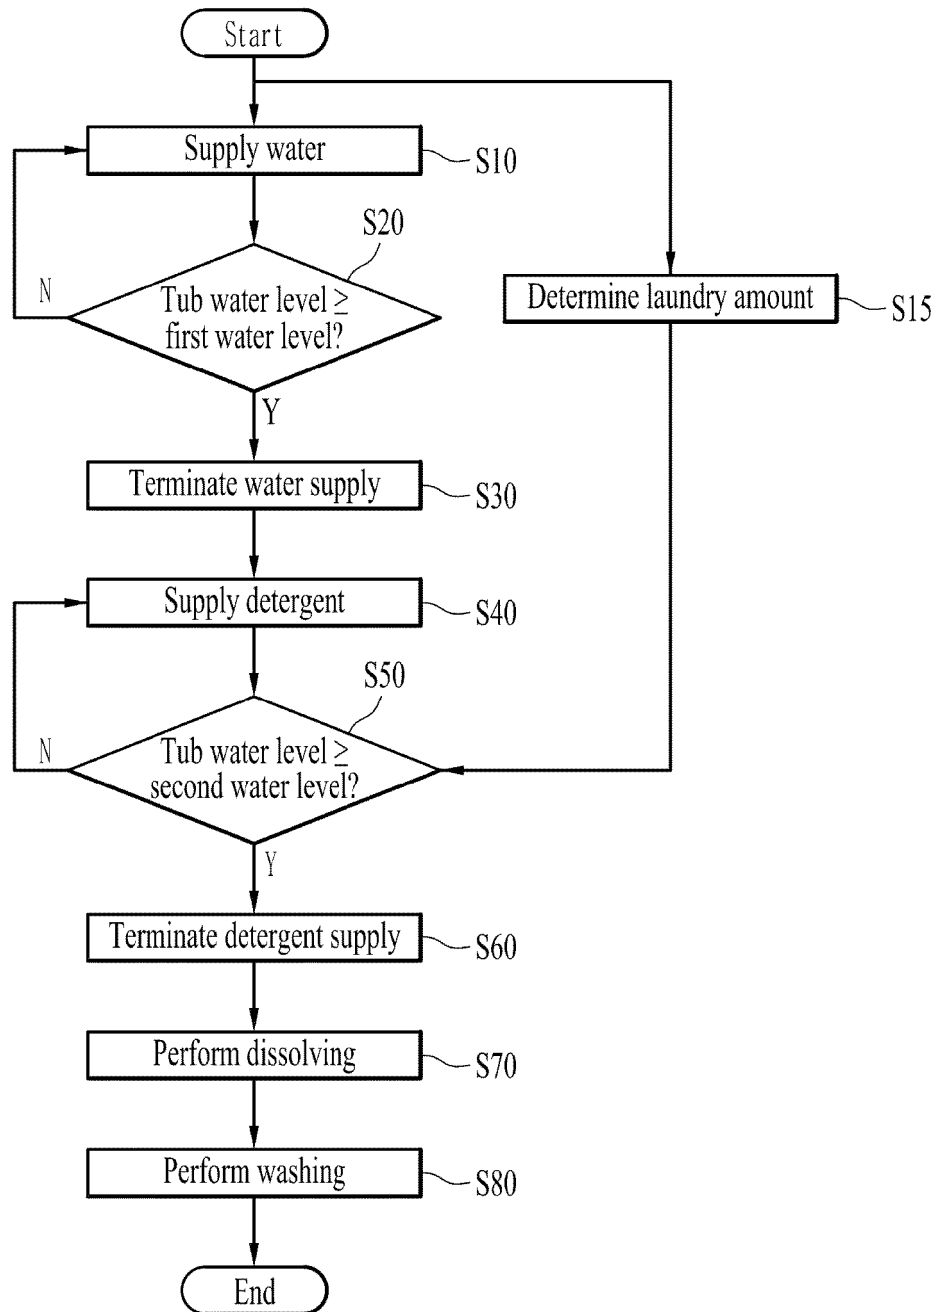 Start
Supply water
S10
S20
N
Tub water level ≥
first water level?
Determine laundry amount
S15
Y
Terminate water supply
S30
Supply detergent
S40
S50
N
Tub water level ≥
second water level?
Y
Terminate detergent supply
S60
Perform dissolving
S70
Perform washing
S80
End